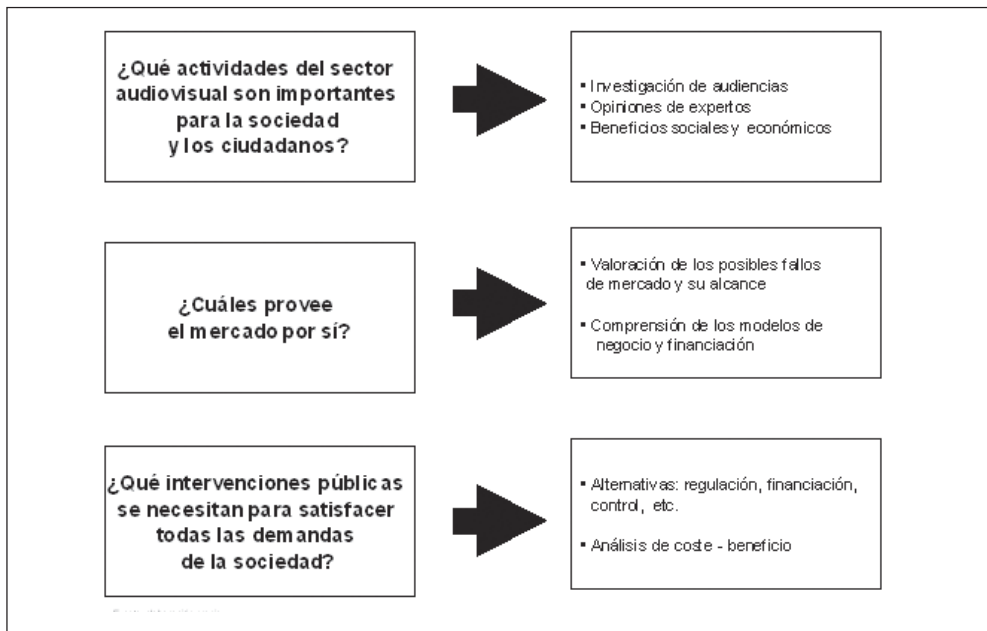 ¿Qué actividades del sector
audiovisual son importantes
para la sociedad
y los ciudadanos?
▪ Investigación de audiencias
▪ Opiniones de expertos
▪ Beneficios sociales y económicos
¿Cuáles provee
el mercado por sí?
▪ Valoración de los posibles fallos
de mercado y su alcance
▪ Comprensión de los modelos de
negocio y financiación
¿Qué intervenciones públicas
se necesitan para satisfacer
todas las demandas
de la sociedad?
▪ Alternativas: regulación, financiación,
control, etc.
▪ Análisis de coste - beneficio